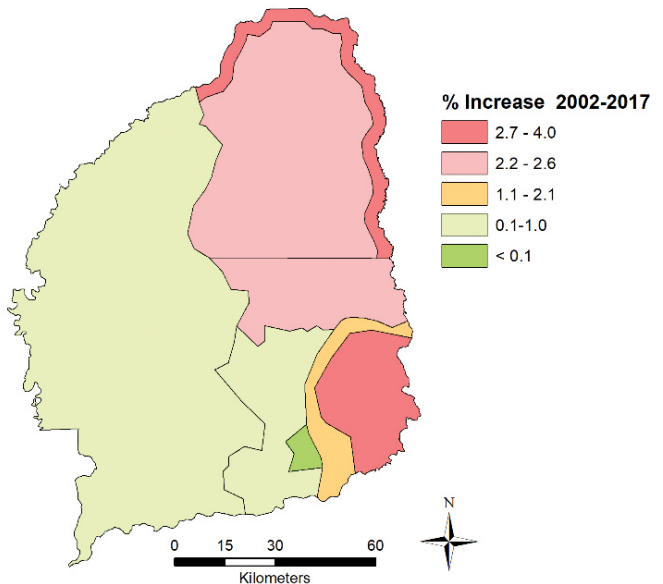 % Increase 2002-2017
2.7 - 4.0
2.2 - 2.6
1.1 - 2.1
0.1-1.0
< 0.1
N
0 15 30 60
Kilometers